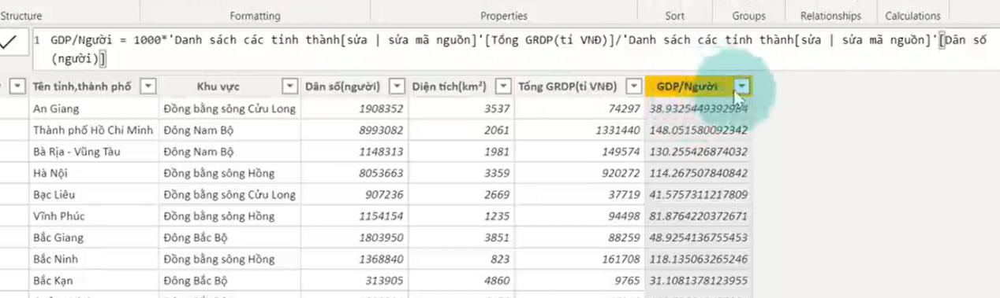 Structure Formatting Properties Sort Groups Relationships Calculations
1 GDP/Người = 1000*'Danh sách các tỉnh thành[sửa | sửa mã nguồn]'[Tổng GRDP(tỉ VNĐ)]/'Danh sách các tỉnh thành[sửa | sửa mã nguồn]'[Dân số
(người)]
Tên tỉnh,thành phố Khu vực Dân số(người) Diện tích(km²) Tổng GRDP(tỉ VNĐ) GDP/Người
An Giang Đồng bằng sông Cửu Long 1908352 3537 74297 38.9325449392984
Thành phố Hồ Chí Minh Đông Nam Bộ 8993082 2061 1331440 148.051580092342
Bà Rịa - Vũng Tàu Đông Nam Bộ 1148313 1981 149574 130.255426874032
Hà Nội Đồng bằng sông Hồng 8053663 3359 920272 114.267507840842
Bạc Liêu Đồng bằng sông Cửu Long 907236 2669 37719 41.5757311217809
Vĩnh Phúc Đồng bằng sông Hồng 1154154 1235 94498 81.8764220372671
Bắc Giang Đông Bắc Bộ 1803950 3851 88259 48.9254136755453
Bắc Ninh Đồng bằng sông Hồng 1368840 823 161708 118.135063265246
Bắc Kạn Đông Bắc Bộ 313905 4860 9765 31.1081378123955